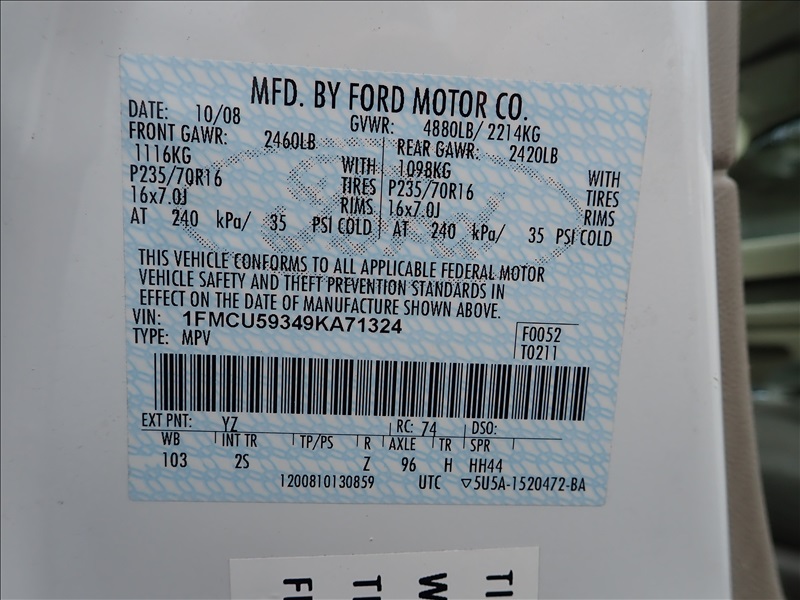 MFD. BY FORD MOTOR CO.
DATE: 10/08 GVWR: 4880LB/ 2214KG
FRONT GAWR: 2460LB REAR GAWR: 2420LB
1116KG WITH 1098KG WITH
P235/70R16 TIRES P235/70R16 TIRES
16x7.0J RIMS 16x7.0J RIMS
AT 240 kPa/ 35 PSI COLD AT 240 kPa/ 35 PSI COLD
THIS VEHICLE CONFORMS TO ALL APPLICABLE FEDERAL MOTOR
VEHICLE SAFETY AND THEFT PREVENTION STANDARDS IN
EFFECT ON THE DATE OF MANUFACTURE SHOWN ABOVE.
VIN: 1FMCU59349KA71324 F0052
TYPE: MPV T0211
EXT PNT: YZ RC: 74 DSO:
WB INT TR TP/PS R AXLE TR SPR
103 2S Z 96 H HH44
1200810130859 UTC ▽5U5A-1520472-BA